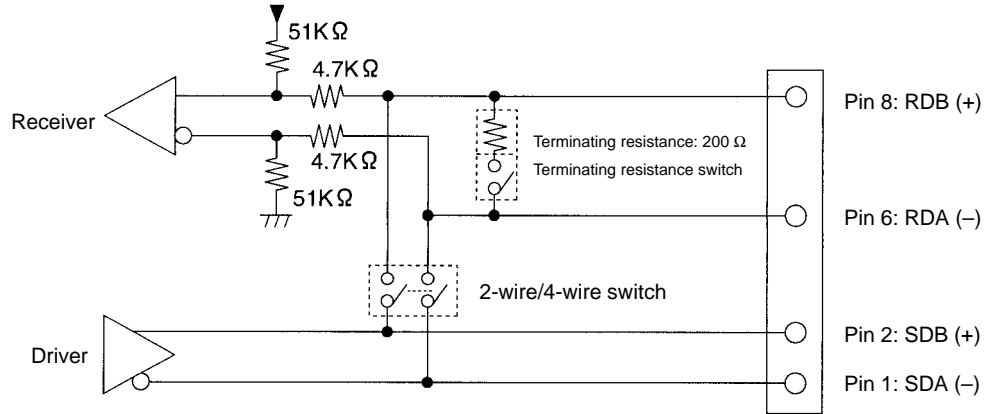 51KΩ
4.7KΩ
Receiver
Pin 8: RDB (+)
Terminating resistance: 200 Ω
4.7KΩ
Terminating resistance switch
51KΩ
Pin 6: RDA (–)
2-wire/4-wire switch
Pin 2: SDB (+)
Driver
Pin 1: SDA (–)